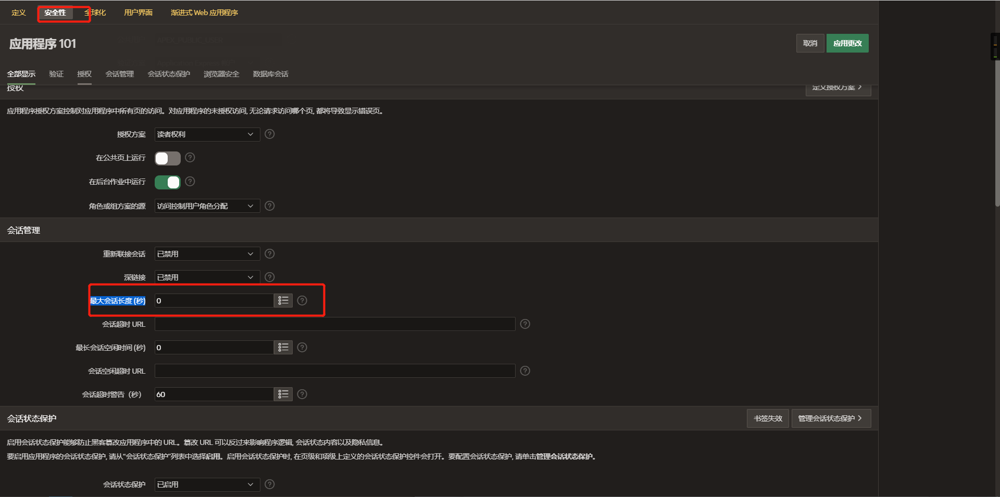 定义 安全性 全球化 用户界面 渐进式 Web 应用程序
APEX_PUBLIC_USER
应用程序 101
取消 应用更改
全部显示 验证 授权 会话管理 会话状态保护 浏览器安全 数据库会话
授权 定义授权方案
应用程序授权方案控制对应用程序中所有页的访问。对应用程序的未授权访问, 无论请求访问哪个页, 都将导致显示错误页。
授权方案 读者权利
在公共页上运行
在后台作业中运行
角色或组方案的源 访问控制用户角色分配
会话管理
重新联接会话 已禁用
深链接 已禁用
最大会话长度 (秒) 0
会话超时 URL
最长会话空闲时间 (秒) 0
会话空闲超时 URL
会话超时警告（秒） 60
会话状态保护 书签失效 管理会话状态保护
启用会话状态保护能够防止黑客篡改应用程序中的 URL。篡改 URL 可以反过来影响程序逻辑, 会话状态内容以及隐私信息。
要启用应用程序的会话状态保护, 请从“会话状态保护”列表中选择启用。启用会话状态保护时, 在页级和项级上定义的会话状态保护控件会打开。要配置会话状态保护, 请单击管理会话状态保护。
会话状态保护 已启用